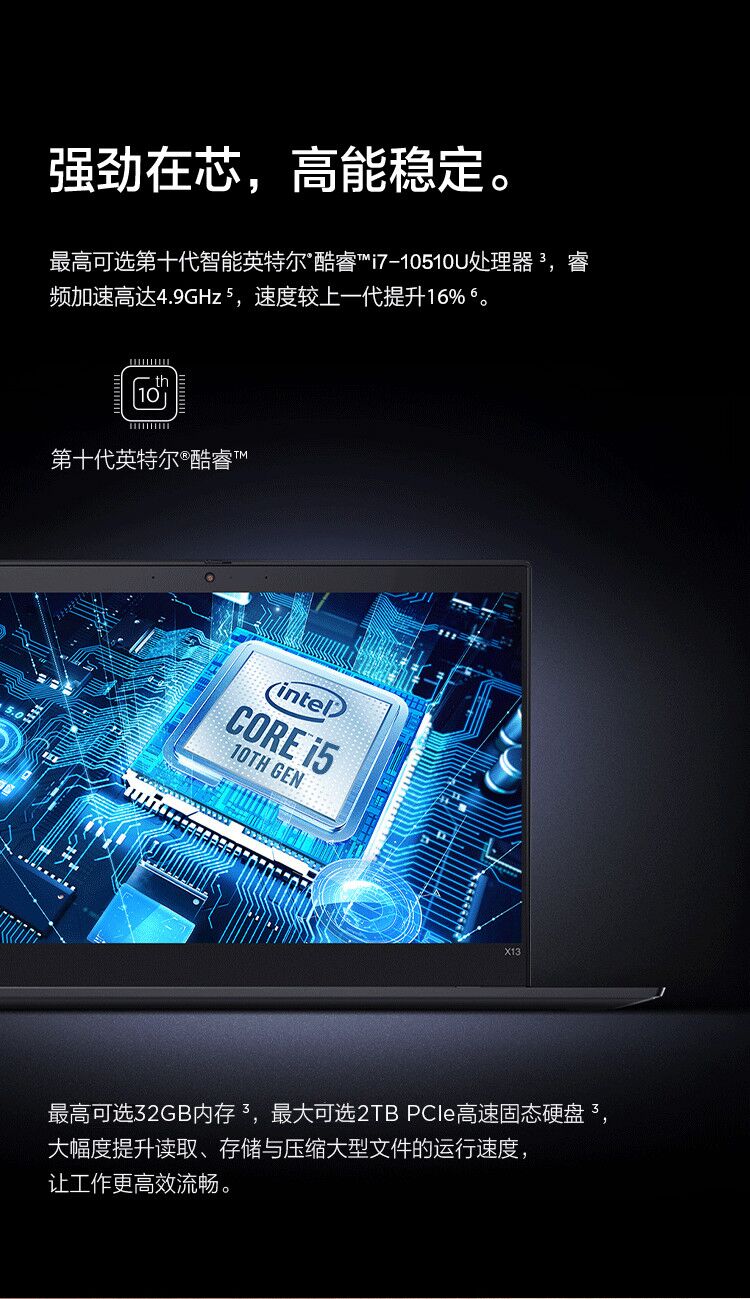 强劲在芯，高能稳定。
最高可选第十代智能英特尔®酷睿™i7-10510U处理器 ³，睿
频加速高达4.9GHz ⁵，速度较上一代提升16% ⁶。
10th
第十代英特尔®酷睿™
5.0
intel
CORE™ i5
10TH GEN
X13
最高可选32GB内存 ³，最大可选2TB PCIe高速固态硬盘 ³，
大幅度提升读取、存储与压缩大型文件的运行速度，
让工作更高效流畅。